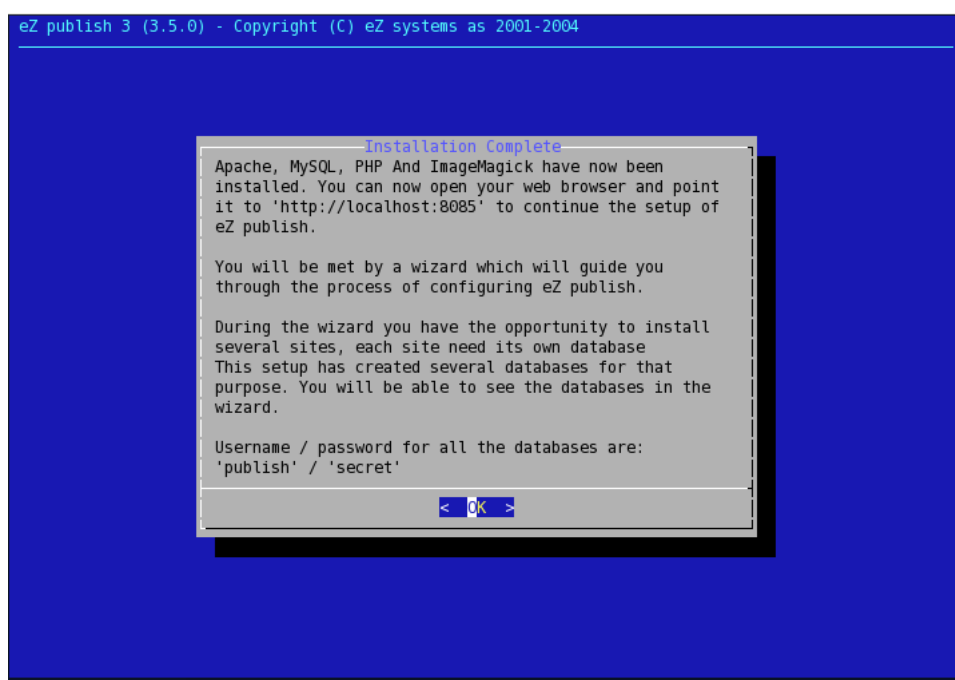 eZ publish 3 (3.5.0) - Copyright (C) eZ systems as 2001-2004
Installation Complete
Apache, MySQL, PHP And ImageMagick have now been
installed. You can now open your web browser and point
it to 'http://localhost:8085' to continue the setup of
eZ publish.
You will be met by a wizard which will guide you
through the process of configuring eZ publish.
During the wizard you have the opportunity to install
several sites, each site need its own database
This setup has created several databases for that
purpose. You will be able to see the databases in the
wizard.
Username / password for all the databases are:
'publish' / 'secret'
< OK >